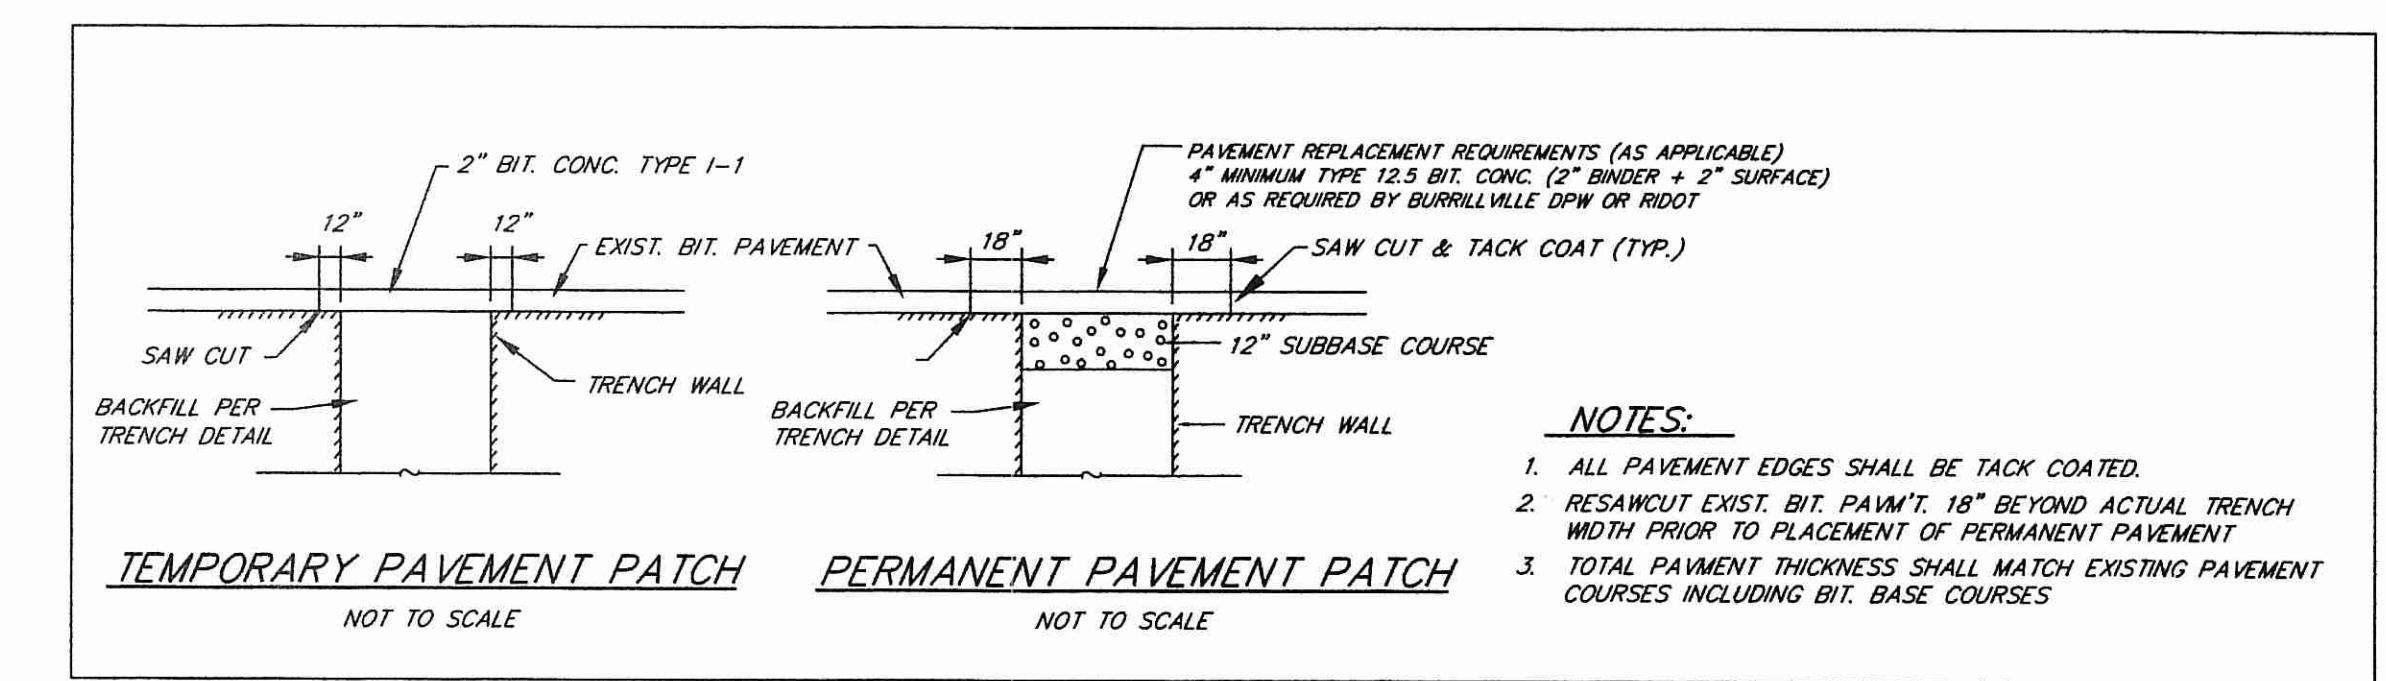 2" BIT. CONC. TYPE I-1
12"
12"
EXIST. BIT. PAVEMENT
SAW CUT
TRENCH WALL
BACKFILL PER
TRENCH DETAIL
TEMPORARY PAVEMENT PATCH
NOT TO SCALE
PAVEMENT REPLACEMENT REQUIREMENTS (AS APPLICABLE)
4" MINIMUM TYPE 12.5 BIT. CONC. (2" BINDER + 2" SURFACE)
OR AS REQUIRED BY BURRILLVILLE DPW OR RIDOT
18"
18"
SAW CUT & TACK COAT (TYP.)
12" SUBBASE COURSE
BACKFILL PER
TRENCH DETAIL
TRENCH WALL
PERMANENT PAVEMENT PATCH
NOT TO SCALE
NOTES:
1. ALL PAVEMENT EDGES SHALL BE TACK COATED.
2. RESAWCUT EXIST. BIT. PAVM'T. 18" BEYOND ACTUAL TRENCH
WIDTH PRIOR TO PLACEMENT OF PERMANENT PAVEMENT
3. TOTAL PAVMENT THICKNESS SHALL MATCH EXISTING PAVEMENT
COURSES INCLUDING BIT. BASE COURSES